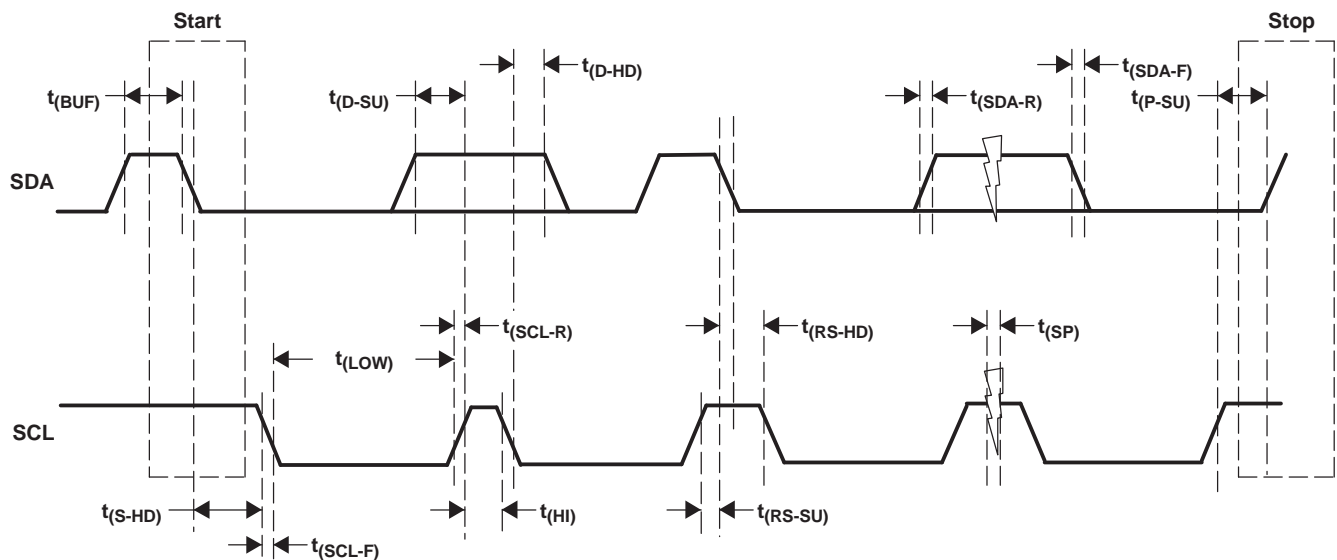 Start
Stop
t(D-HD)
t(SDA-F)
t(BUF)
t(D-SU)
t(SDA-R)
t(P-SU)
SDA
t(SCL-R)
t(RS-HD)
t(SP)
t(LOW)
SCL
t(S-HD)
t(HI)
t(RS-SU)
t(SCL-F)